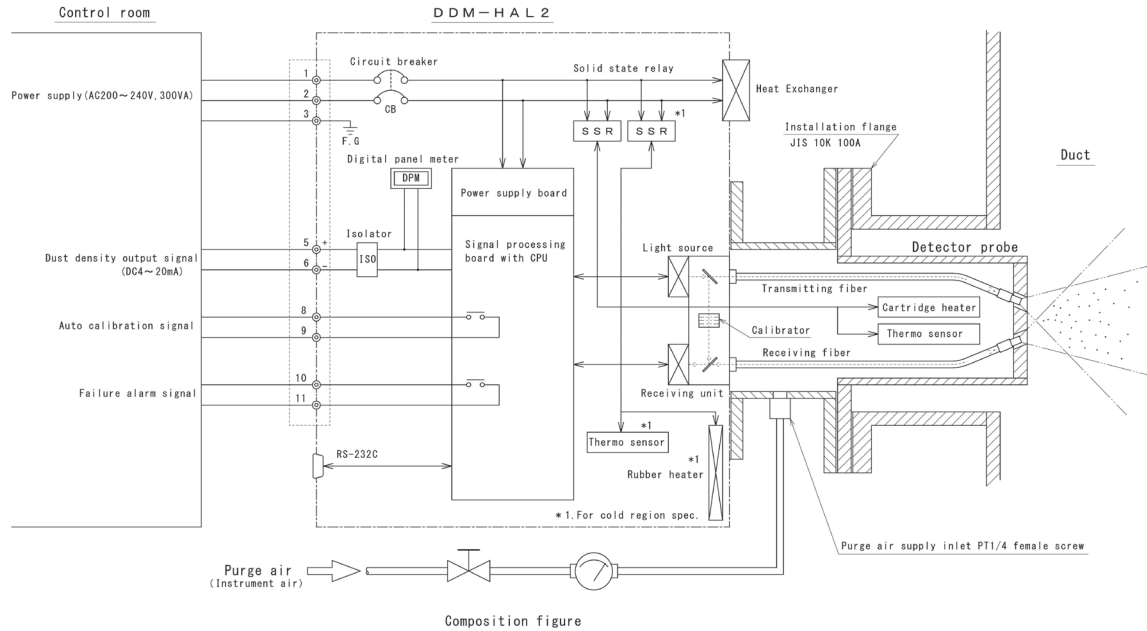 Control room
DDM-HAL2
Circuit breaker
Solid state relay
1
Power supply(AC200~240V,300VA)
2
CB
Heat Exchanger
3
F.G
SSR
SSR
*1
Installation flange
JIS 10K 100A
Duct
Digital panel meter
DPM
Power supply board
Isolator
5
+
ISO
Signal processing
board with CPU
Light source
Detector probe
Dust density output signal
(DC4~20mA)
6
-
Transmitting fiber
Cartridge heater
8
Auto calibration signal
9
Calibrator
Thermo sensor
Receiving fiber
10
Failure alarm signal
11
Receiving unit
*1
Thermo sensor
RS-232C
*1
Rubber heater
*1.For cold region spec.
Purge air supply inlet PT1/4 female screw
Purge air
(Instrument air)
Composition figure